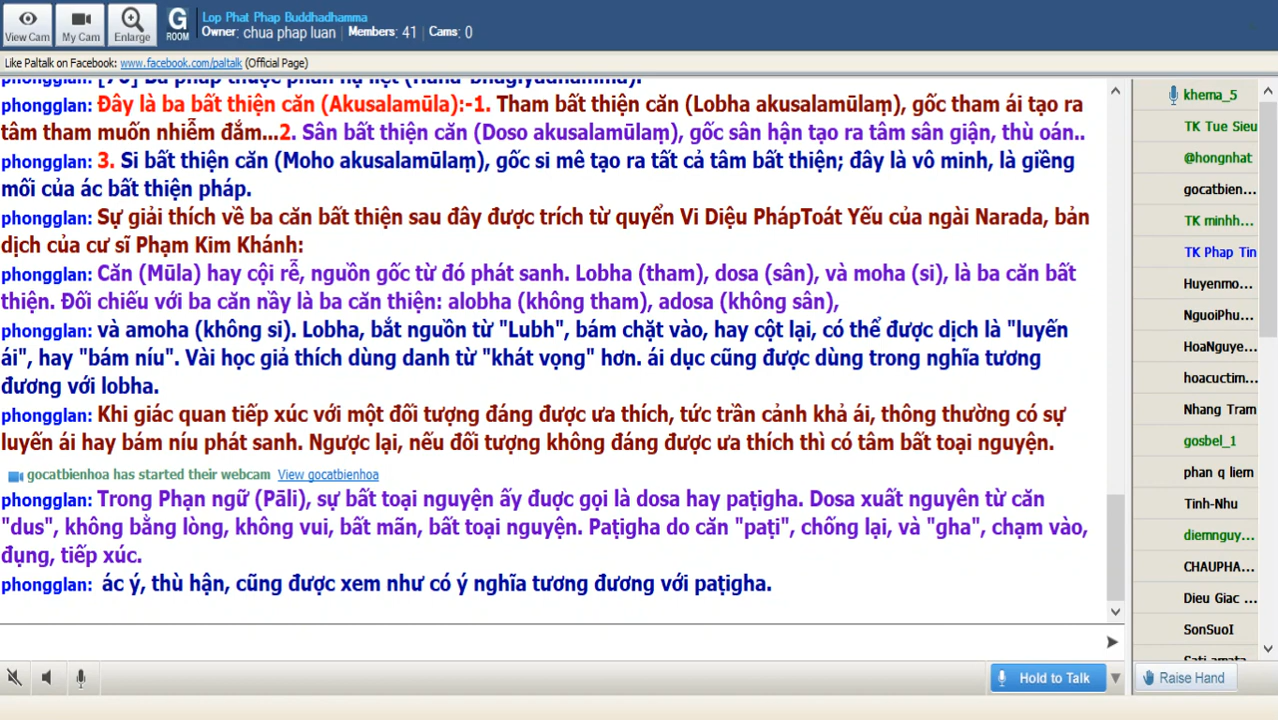 Lop Phat Phap Buddhadhamma
Owner: chua phap luan | Members: 41 | Cams: 0
View Cam
My Cam
Enlarge
G
ROOM
Like Paltalk on Facebook: www.facebook.com/paltalk (Official Page)
phongglan: Đây là ba bất thiện căn (Akusalamūla):-1. Tham bất thiện căn (Lobha akusalamūlaṃ), gốc tham ái tạo ra
tâm tham muốn nhiễm đắm...2. Sân bất thiện căn (Doso akusalamūlaṃ), gốc sân hận tạo ra tâm sân giận, thù oán..
phongglan: 3. Si bất thiện căn (Moho akusalamūlaṃ), gốc si mê tạo ra tất cả tâm bất thiện; đây là vô minh, là giềng
mối của ác bất thiện pháp.
phongglan: Sự giải thích về ba căn bất thiện sau đây được trích từ quyển Vi Diệu PhápToát Yếu của ngài Narada, bản
dịch của cư sĩ Phạm Kim Khánh:
phongglan: Căn (Mūla) hay cội rễ, nguồn gốc từ đó phát sanh. Lobha (tham), dosa (sân), và moha (si), là ba căn bất
thiện. Đối chiếu với ba căn nầy là ba căn thiện: alobha (không tham), adosa (không sân),
phongglan: và amoha (không si). Lobha, bắt nguồn từ "Lubh", bám chặt vào, hay cột lại, có thể được dịch là "luyến
ái", hay "bám níu". Vài học giả thích dùng danh từ "khát vọng" hơn. ái dục cũng được dùng trong nghĩa tương
đương với lobha.
phongglan: Khi giác quan tiếp xúc với một đối tượng đáng được ưa thích, tức trần cảnh khả ái, thông thường có sự
luyến ái hay bám níu phát sanh. Ngược lại, nếu đối tượng không đáng được ưa thích thì có tâm bất toại nguyện.
gocatbienhoa has started their webcam View gocatbienhoa
phongglan: Trong Phạn ngữ (Pāli), sự bất toại nguyện ấy đuợc gọi là dosa hay paṭigha. Dosa xuất nguyên từ căn
"dus", không bằng lòng, không vui, bất mãn, bất toại nguyện. Paṭigha do căn "paṭi", chống lại, và "gha", chạm vào,
đụng, tiếp xúc.
phongglan: ác ý, thù hận, cũng được xem như có ý nghĩa tương đương với paṭigha.
khema_5
TK Tue Sieu
@hongnhat
gocatbien...
TK minhh...
TK Phap Tin
Huyenmo...
NguoiPhu...
HoaNguye...
hoacuctim...
Nhang Tram
gosbel_1
phan q liem
Tinh-Nhu
diemnguy...
CHAUPHA...
Dieu Giac ...
SonSuoI
Hold to Talk
Raise Hand